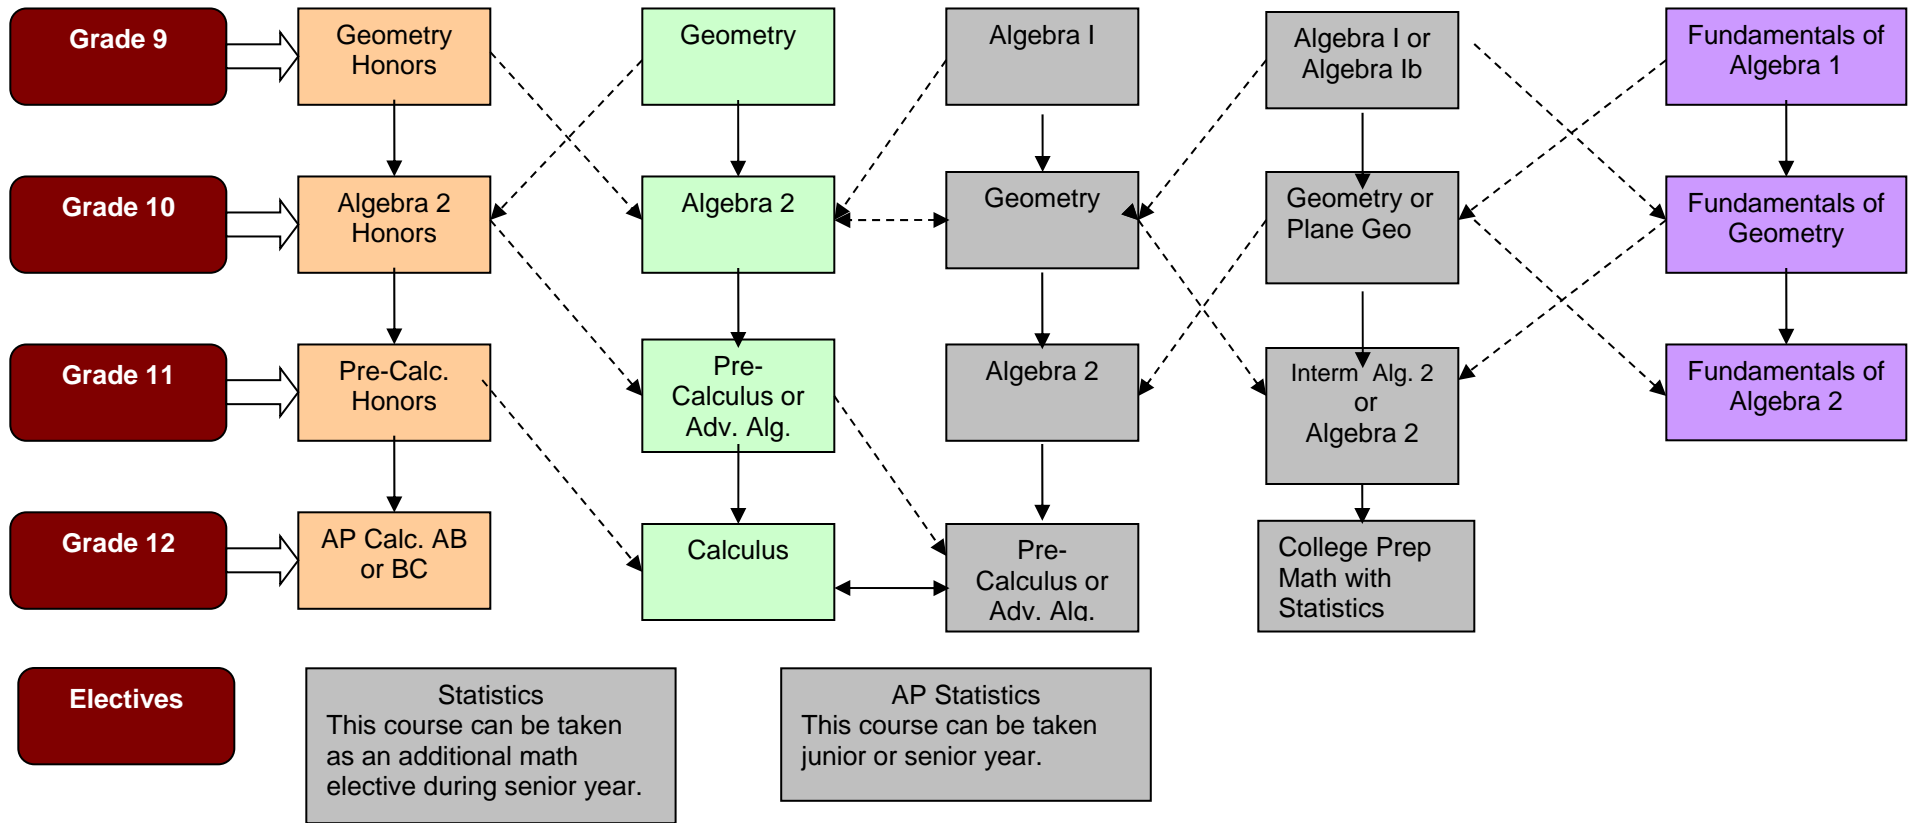 Grade 9
Geometry
Honors
Geometry
Algebra I
Algebra I or
Algebra Ib
Fundamentals of
Algebra 1
Grade 10
Algebra 2
Honors
Algebra 2
Geometry
Geometry or
Plane Geo
Fundamentals of
Geometry
Grade 11
Pre-Calc.
Honors
Pre-
Calculus or
Adv. Alg.
Algebra 2
Interm Alg. 2
or
Algebra 2
Fundamentals of
Algebra 2
Grade 12
AP Calc. AB
or BC
Calculus
Pre-
Calculus or
Adv. Alg.
College Prep
Math with
Statistics
Electives
Statistics
This course can be taken
as an additional math
elective during senior year.
AP Statistics
This course can be taken
junior or senior year.